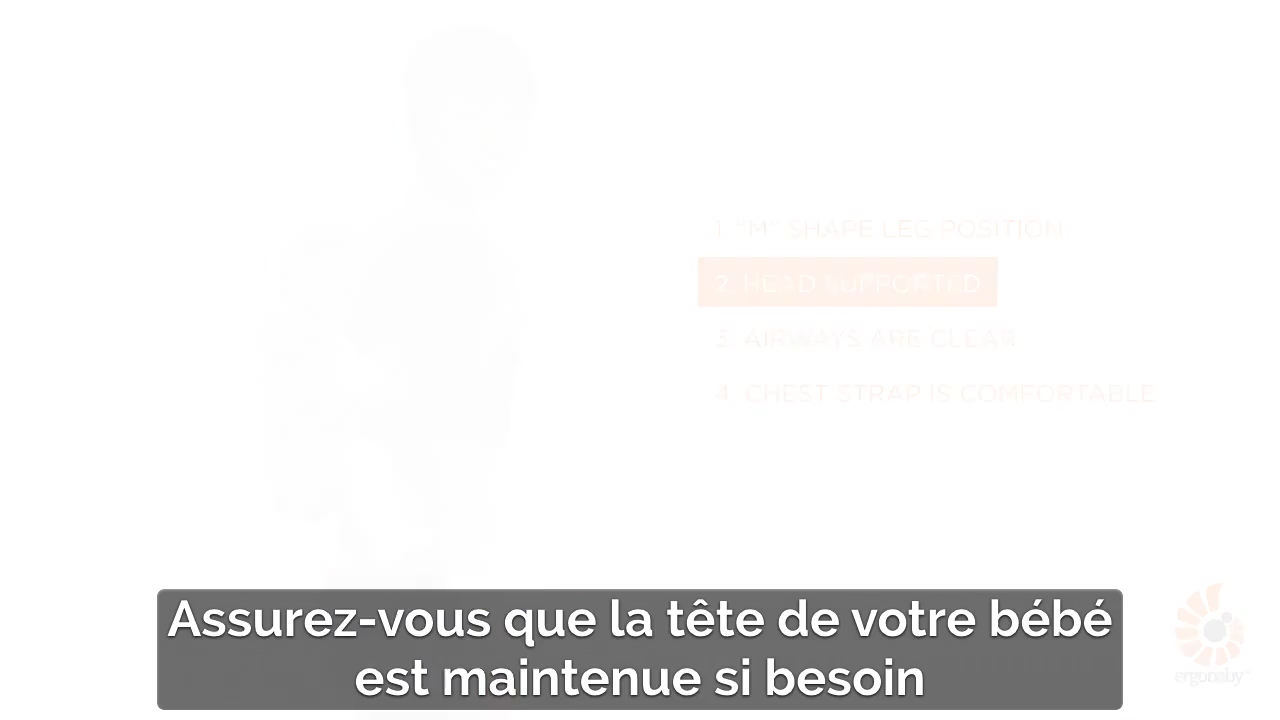 1. "M" SHAPE LEG POSITION
2. HEAD SUPPORTED
3. AIRWAYS ARE CLEAR
4. CHEST STRAP IS COMFORTABLE
Assurez-vous que la tête de votre bébé
est maintenue si besoin
ergobaby